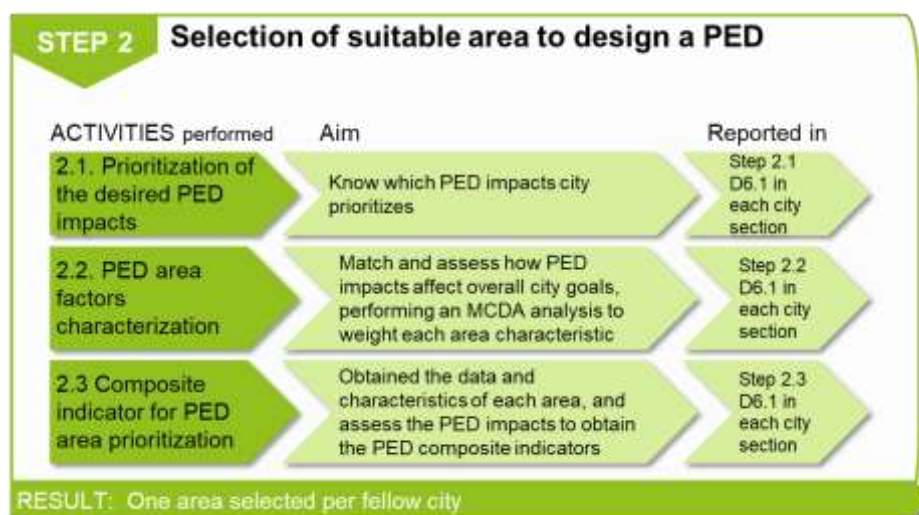 STEP 2
Selection of suitable area to design a PED
ACTIVITIES performed
Aim
Reported in
2.1. Prioritization of
the desired PED
impacts
Know which PED impacts city
prioritizes
Step 2.1
D6.1 in
each city
section
2.2. PED area
factors
characterization
Match and assess how PED
impacts affect overall city goals,
performing an MCDA analysis to
weight each area characteristic
Step 2.2
D6.1 in
each city
section
2.3 Composite
indicator for PED
area prioritization
Obtained the data and
characteristics of each area, and
assess the PED impacts to obtain
the PED composite indicators
Step 2.3
D6.1 in
each city
section
RESULT: One area selected per fellow city